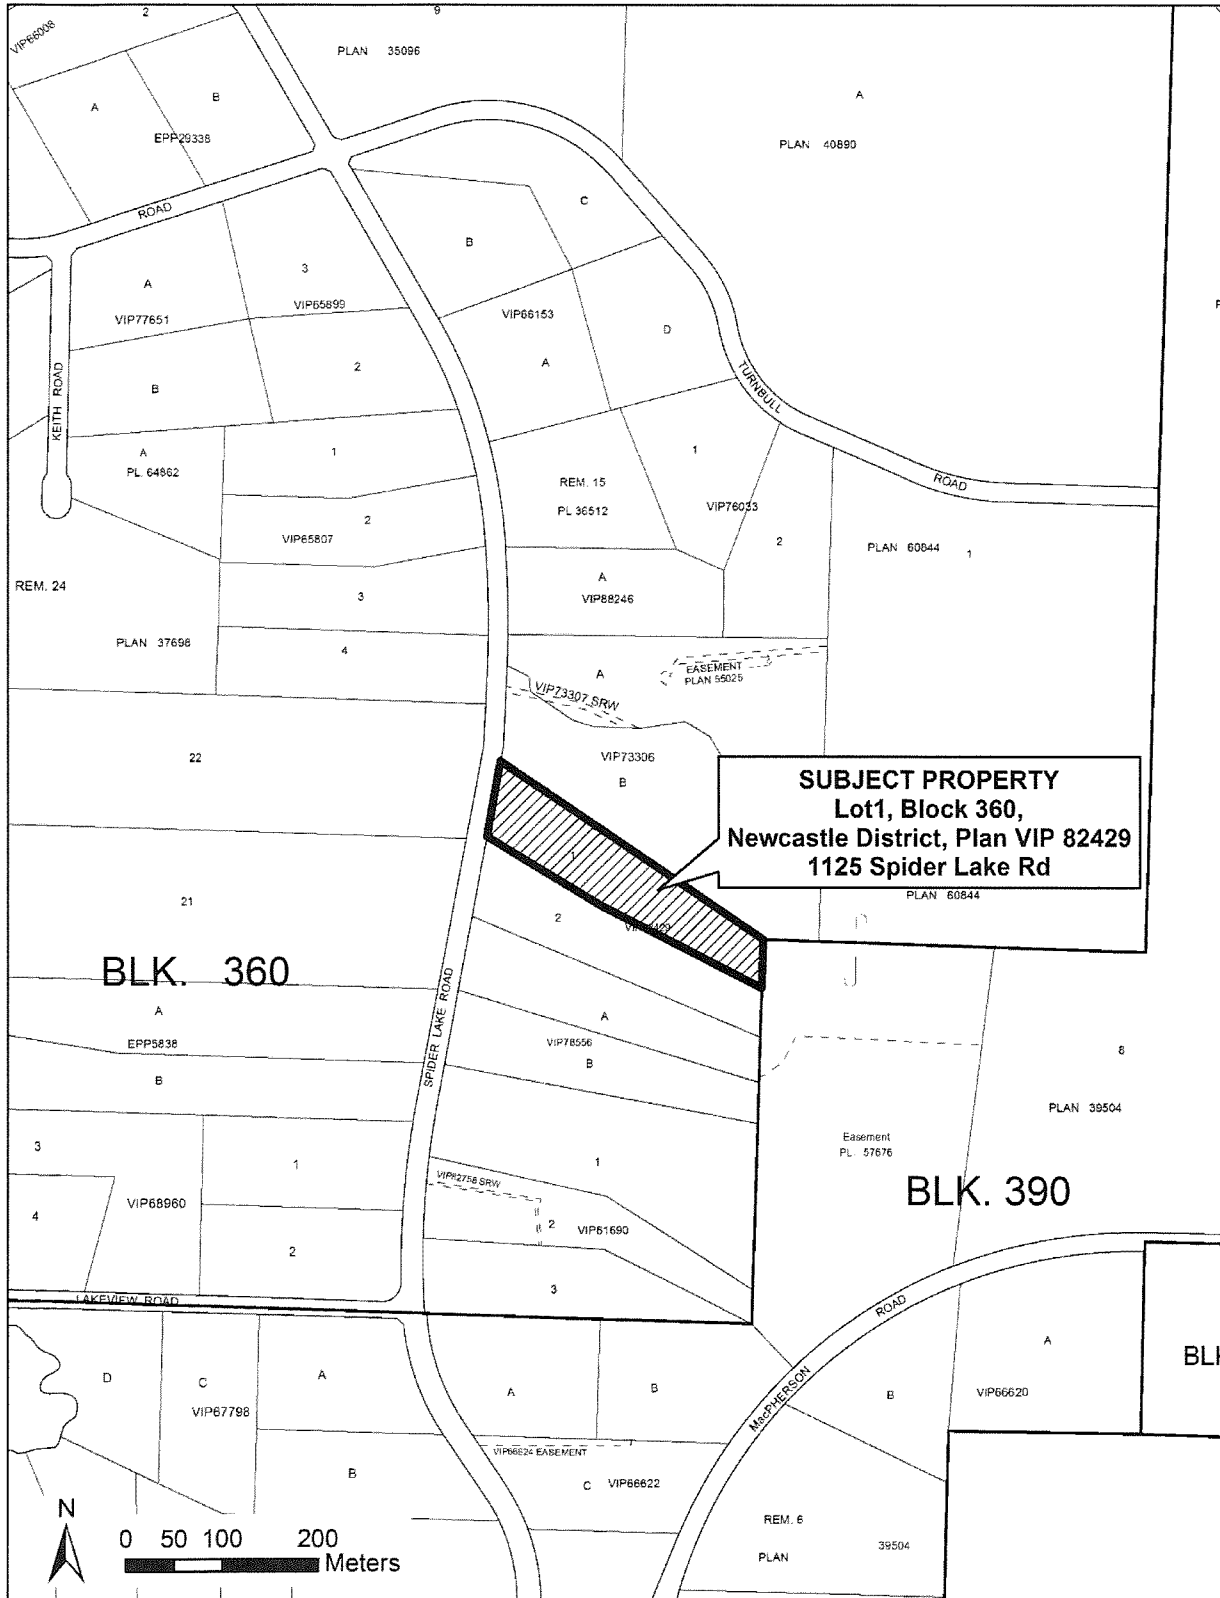 2
9
VIP66008
PLAN 35096
A
B
A
EPP29338
PLAN 40890
ROAD
C
B
3
A
VIP65899
VIP77651
VIP66153
D
2
A
B
KEITH ROAD
TURNBULL
A
PL. 64862
1
1
REM. 15
PL 36512
ROAD
2
VIP65807
VIP76033
2
PLAN 60844 1
A
VIP88246
REM. 24
3
PLAN 37698
4
EASEMENT
PLAN 55025
A
VIP73307 SRW
22
VIP73306
B
SUBJECT PROPERTY
Lot1, Block 360,
Newcastle District, Plan VIP 82429
1125 Spider Lake Rd
1
PLAN 60844
21
2
BLK. 360
SPIDER LAKE ROAD
A
EPP5838
B
A
VIP78556
B
8
PLAN 39504
Easement
PL. 57676
3
1
1
BLK. 390
VIP82758 SRW
VIP68960
4
2
2
VIP61690
3
LAKEVIEW ROAD
ROAD
MacPHERSON
A
D
C
A
VIP67798
A
B
B
VIP66620
VIP66624 EASEMENT
B
C VIP66622
N
REM. 6
PLAN 39504
0 50 100 200
Meters